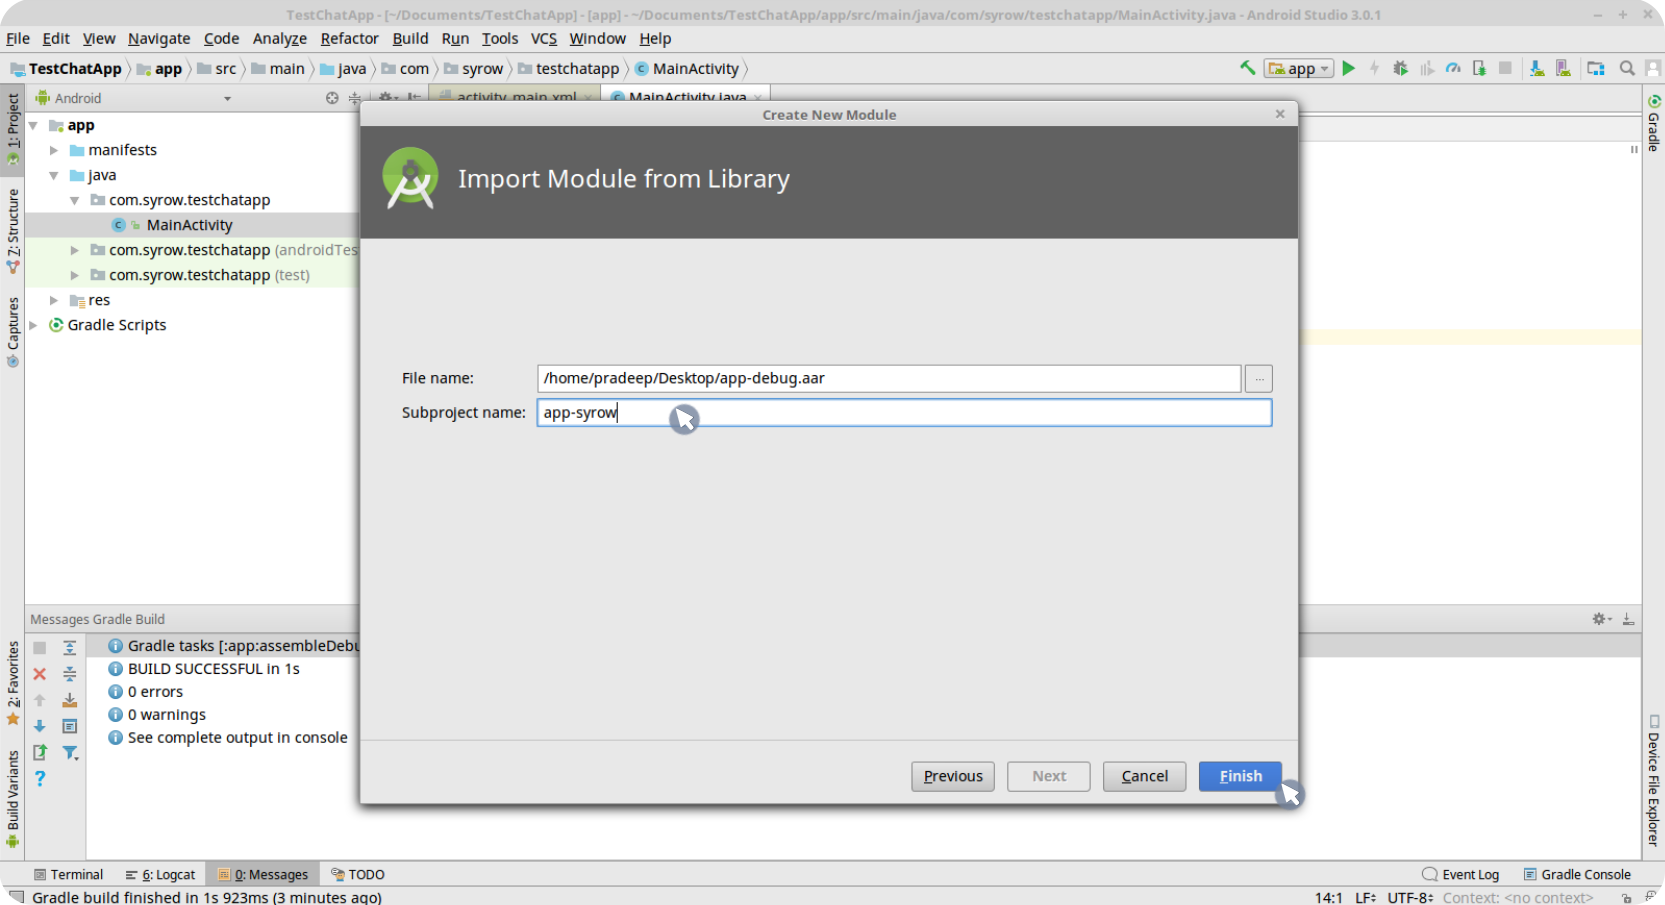 TestChatApp - [~/Documents/TestChatApp] - [app] - ~/Documents/TestChatApp/app/src/main/java/com/syrow/testchatapp/MainActivity.java - Android Studio 3.0.1
File Edit View Navigate Code Analyze Refactor Build Run Tools VCS Window Help
TestChatApp app src main java com syrow testchatapp MainActivity app
1: Project
Android
activity_main.xml MainActivity.java
Create New Module
Gradle
app
manifests
java
com.syrow.testchatapp
MainActivity
com.syrow.testchatapp (androidTes
com.syrow.testchatapp (test)
res
Gradle Scripts
Import Module from Library
7: Structure
Captures
File name: /home/pradeep/Desktop/app-debug.aar ...
Subproject name: app-syrow
Messages Gradle Build
Gradle tasks [:app:assembleDebu
BUILD SUCCESSFUL in 1s
0 errors
0 warnings
See complete output in console
2: Favorites
Build Variants
Previous Next Cancel Finish
Device File Explorer
Terminal 6: Logcat 0: Messages TODO Event Log Gradle Console
Gradle build finished in 1s 923ms (3 minutes ago) 14:1 LF UTF-8 Context: <no context>